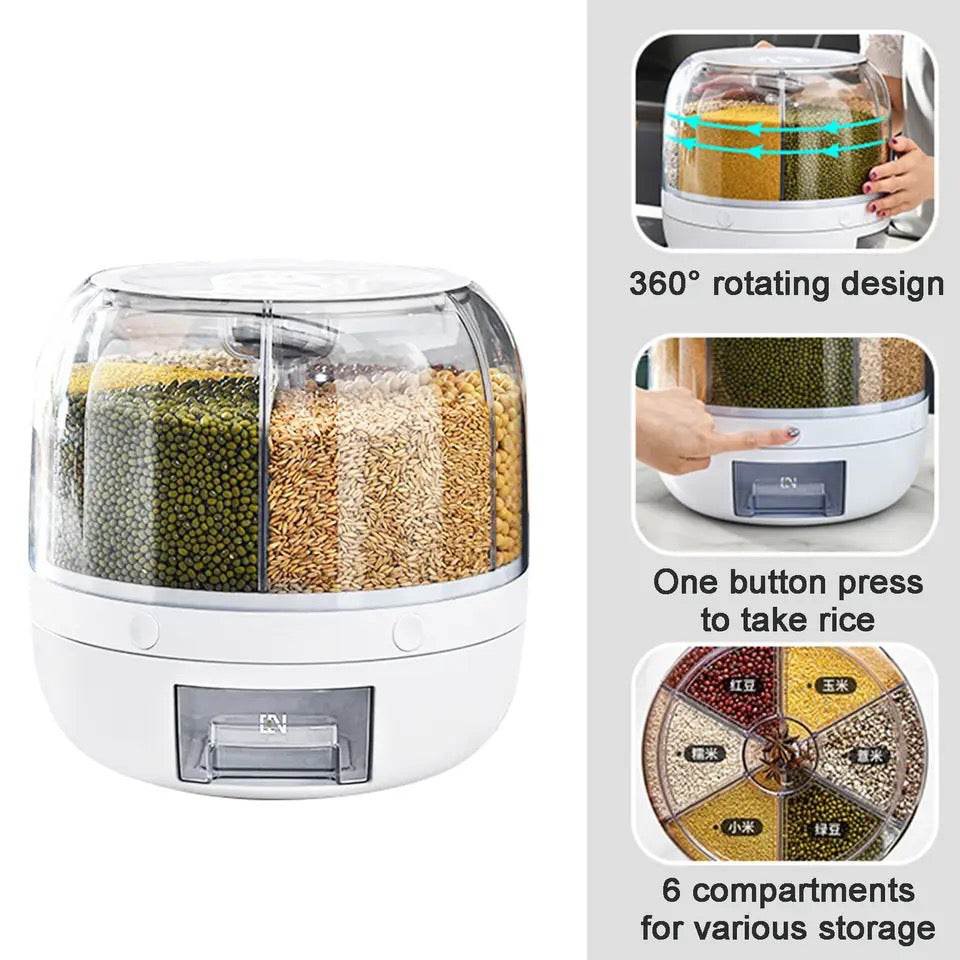 360° rotating design
One button press
to take rice
红豆
玉米
糯米
薏米
小米
绿豆
6 compartments
for various storage